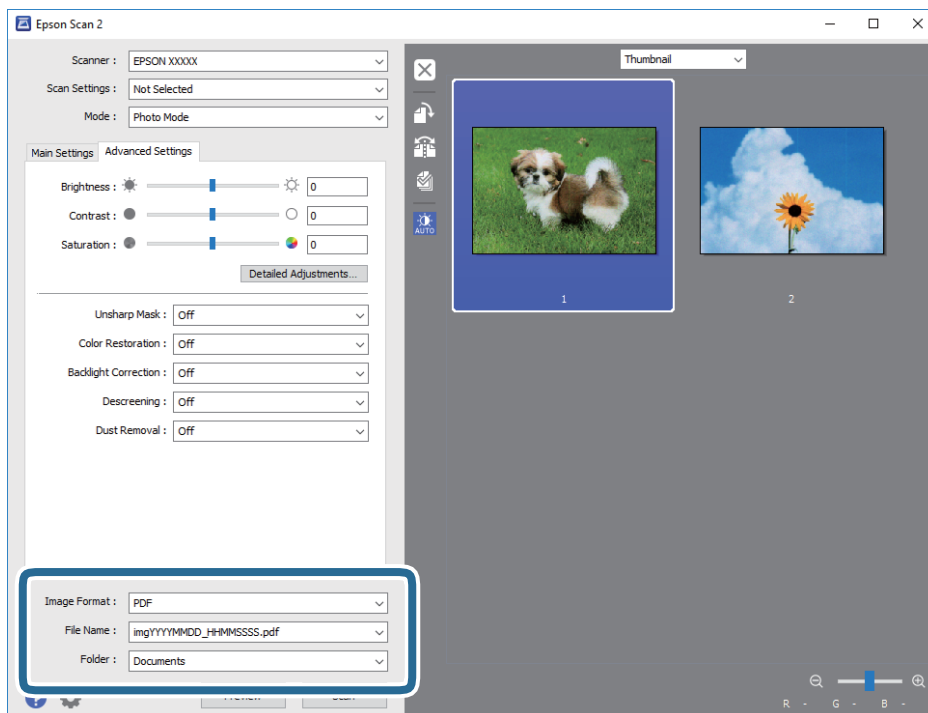 Epson Scan 2
Scanner : EPSON XXXXX
Scan Settings : Not Selected
Mode : Photo Mode
Main Settings Advanced Settings
Brightness : 0
Contrast : 0
Saturation : 0
Detailed Adjustments...
Unsharp Mask : Off
Color Restoration : Off
Backlight Correction : Off
Descreening : Off
Dust Removal : Off
Image Format : PDF
File Name : imgYYYYMMDD_HHMMSSSS.pdf
Folder : Documents
Thumbnail
AUTO
1 2
R - G - B -